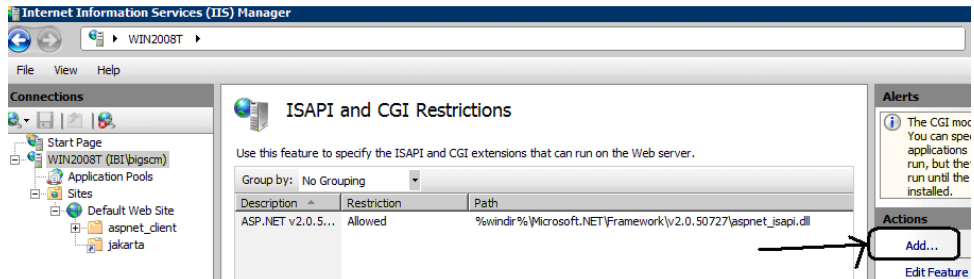 Internet Information Services (IIS) Manager
WIN2008T
File View Help
Connections
Start Page
WIN2008T (IBI\bigscm)
Application Pools
Sites
Default Web Site
aspnet_client
jakarta
ISAPI and CGI Restrictions
Use this feature to specify the ISAPI and CGI extensions that can run on the Web server.
Group by: No Grouping
Description Restriction Path
ASP.NET v2.0.5... Allowed %windir%\Microsoft.NET\Framework\v2.0.50727\aspnet_isapi.dll
Alerts
The CGI mod
You can spec
applications
run, but the
run until the
installed.
Actions
Add...
Edit Feature